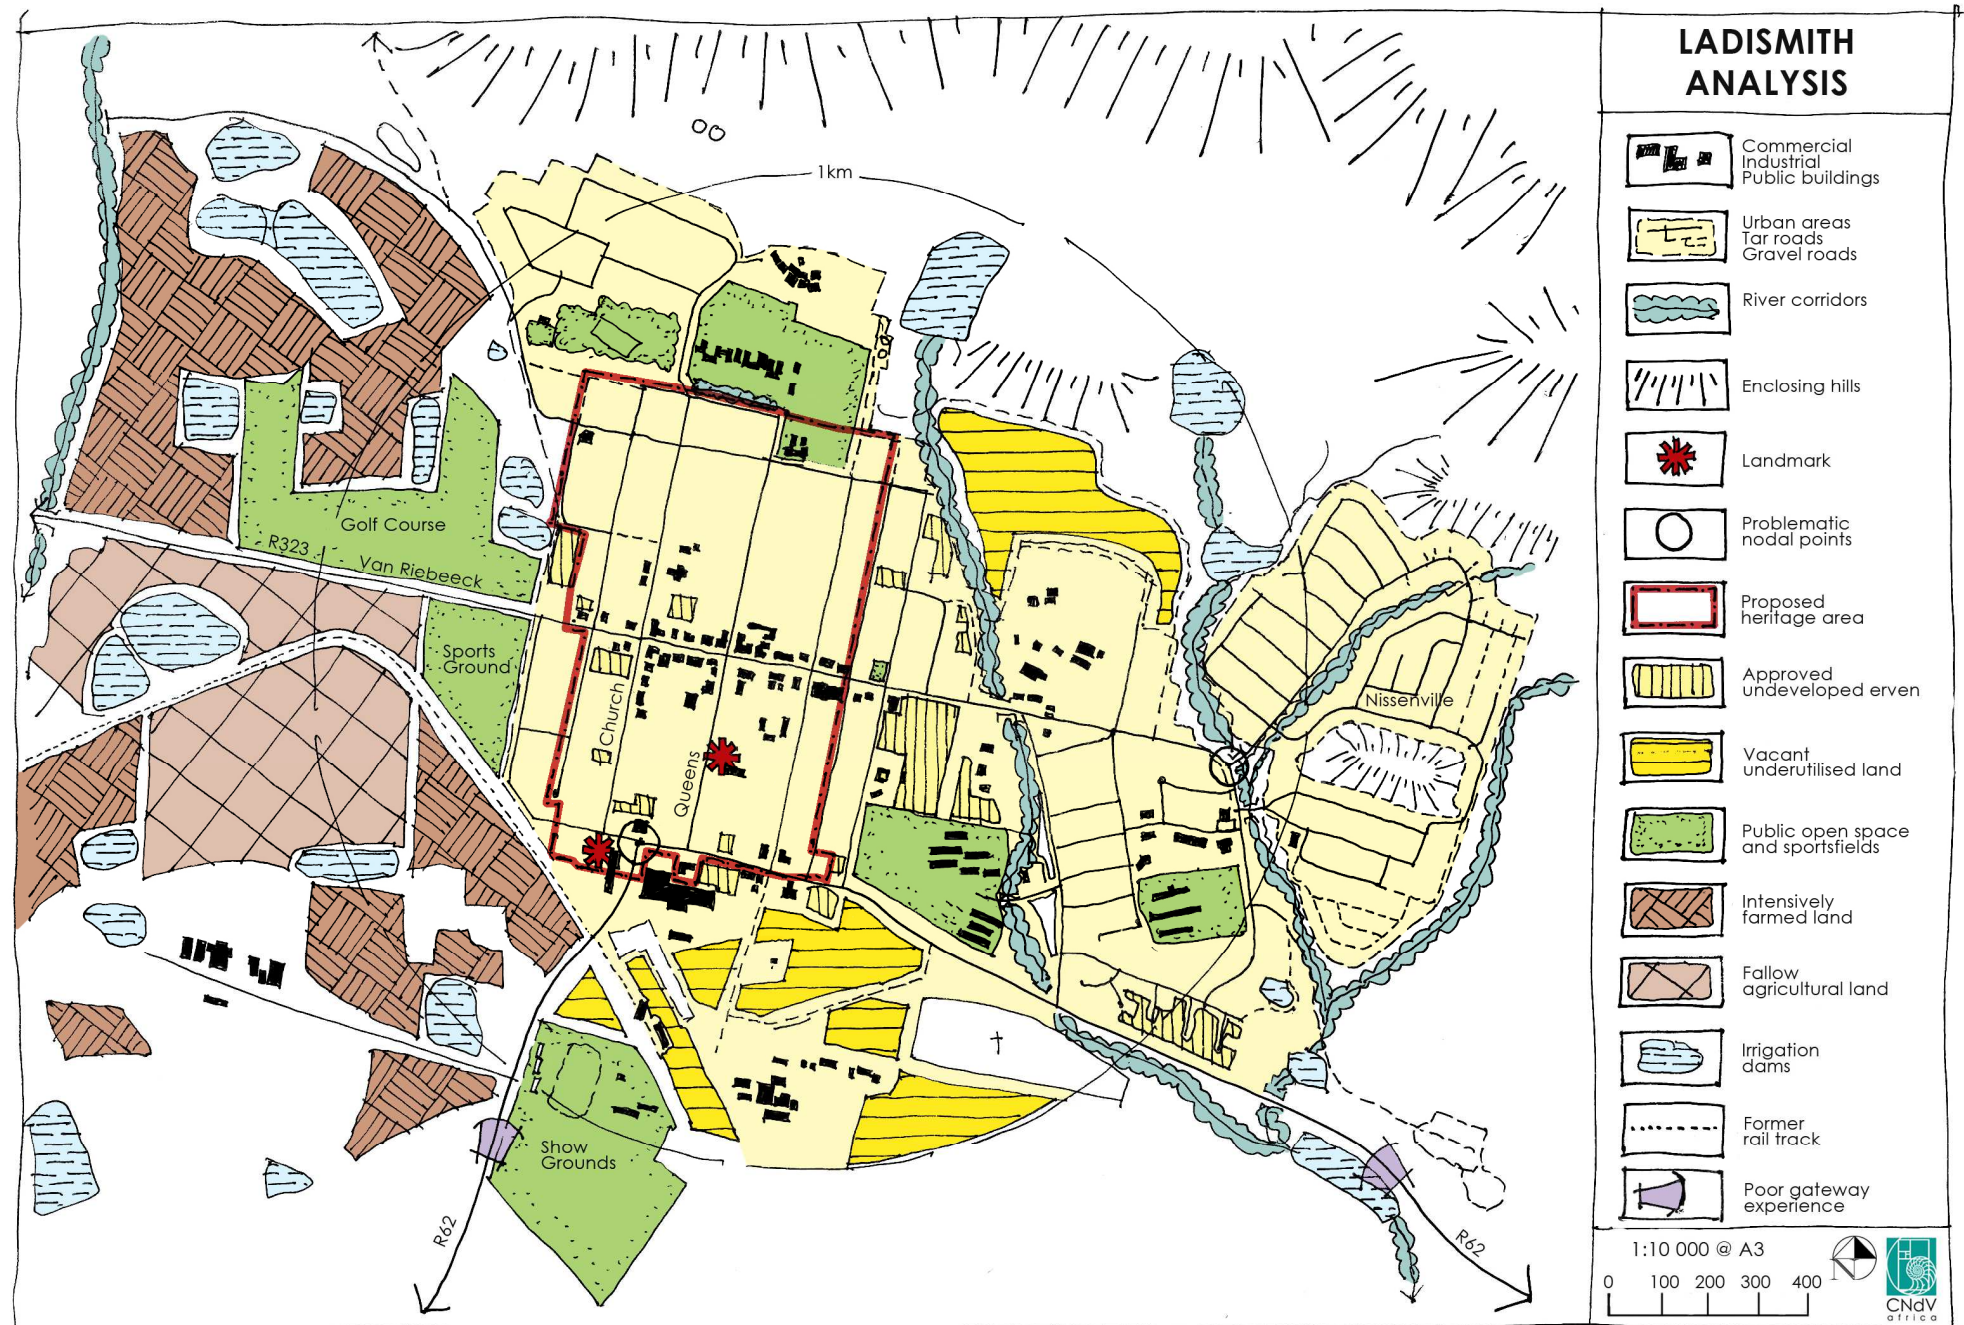 LADISMITH
ANALYSIS
Commercial
Industrial
Public buildings
Urban areas
Tar roads
Gravel roads
River corridors
Enclosing hills
Landmark
Problematic
nodal points
Proposed
heritage area
Approved
undeveloped erven
Vacant
underutilised land
Public open space
and sportsfields
Intensively
farmed land
Fallow
agricultural land
Irrigation
dams
Former
rail track
Poor gateway
experience
1:10 000 @ A3
0 100 200 300 400
N
CNdV
africa
1km
Golf Course
R323
Van Riebeeck
Sports
Ground
Church
Queens
Nissenville
Show
Grounds
R62
R62